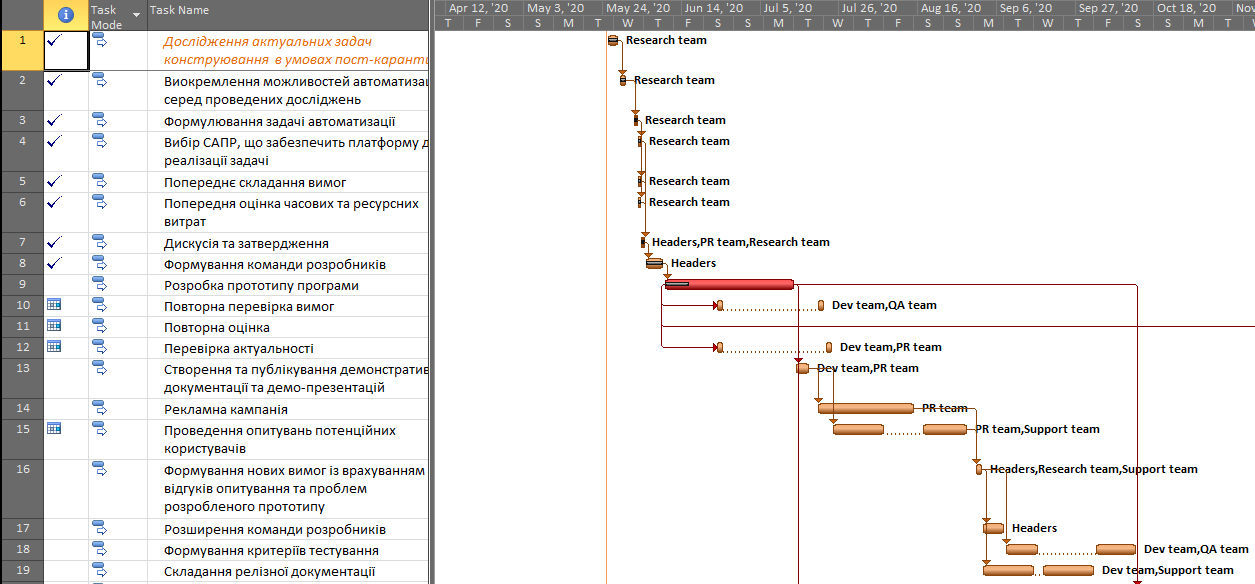 Task Mode
Task Name
Apr 12, '20 May 3, '20 May 24, '20 Jun 14, '20 Jul 5, '20 Jul 26, '20 Aug 16, '20 Sep 6, '20 Sep 27, '20 Oct 18, '20 Nov
T F S S M T W T F S S M T W T F S S M T W T F S S M T
1 Дослідження актуальних задач
конструювання в умовах пост-каранти
Research team
2 Виокремлення можливостей автоматизац
серед проведених досліджень
Research team
3 Формулювання задачі автоматизації
Research team
4 Вибір САПР, що забезпечить платформу д
реалізації задачі
Research team
5 Попереднє складання вимог
Research team
6 Попередня оцінка часових та ресурсних
витрат
Research team
7 Дискусія та затвердження
Headers,PR team,Research team
8 Формування команди розробників
Headers
9 Розробка прототипу програми
10 Повторна перевірка вимог
Dev team,QA team
11 Повторна оцінка
12 Перевірка актуальності
Dev team,PR team
13 Створення та публікування демонстратив
документації та демо-презентацій
Dev team,PR team
14 Рекламна кампанія
PR team
15 Проведення опитувань потенційних
користувачів
PR team,Support team
16 Формування нових вимог із врахуванням
відгуків опитування та проблем
розробленого прототипу
Headers,Research team,Support team
17 Розширення команди розробників
Headers
18 Формування критеріїв тестування
Dev team,QA team
19 Складання релізної документації
Dev team,Support team